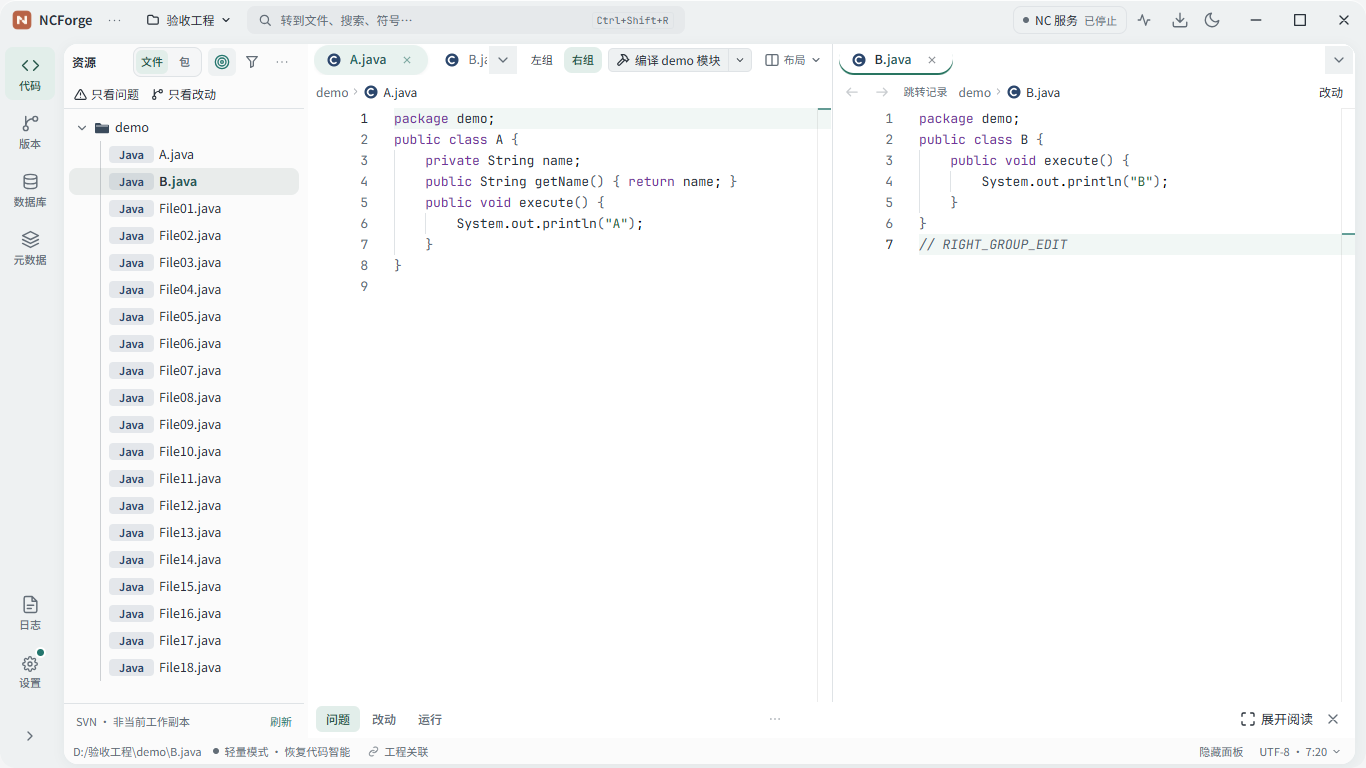 NCForge ··· 验收工程 转到文件、搜索、符号… Ctrl+Shift+R NC 服务 已停止
代码
版本
数据库
元数据
日志
设置
资源 文件 包 ···
只看问题 只看改动
demo
Java A.java
Java B.java
Java File01.java
Java File02.java
Java File03.java
Java File04.java
Java File05.java
Java File06.java
Java File07.java
Java File08.java
Java File09.java
Java File10.java
Java File11.java
Java File12.java
Java File13.java
Java File14.java
Java File15.java
Java File16.java
Java File17.java
Java File18.java
SVN · 非当前工作副本 刷新
A.java × B.ja 左组 右组 编译 demo 模块 布局
demo › A.java
1 package demo;
2 public class A {
3 private String name;
4 public String getName() { return name; }
5 public void execute() {
6 System.out.println("A");
7 }
8 }
9
B.java ×
← → 跳转记录 demo › B.java 改动
1 package demo;
2 public class B {
3 public void execute() {
4 System.out.println("B");
5 }
6 }
7 // RIGHT_GROUP_EDIT
问题 改动 运行 ··· 展开阅读 ×
D:/验收工程\demo\B.java 轻量模式 · 恢复代码智能 工程关联 隐藏面板 UTF-8 · 7:20